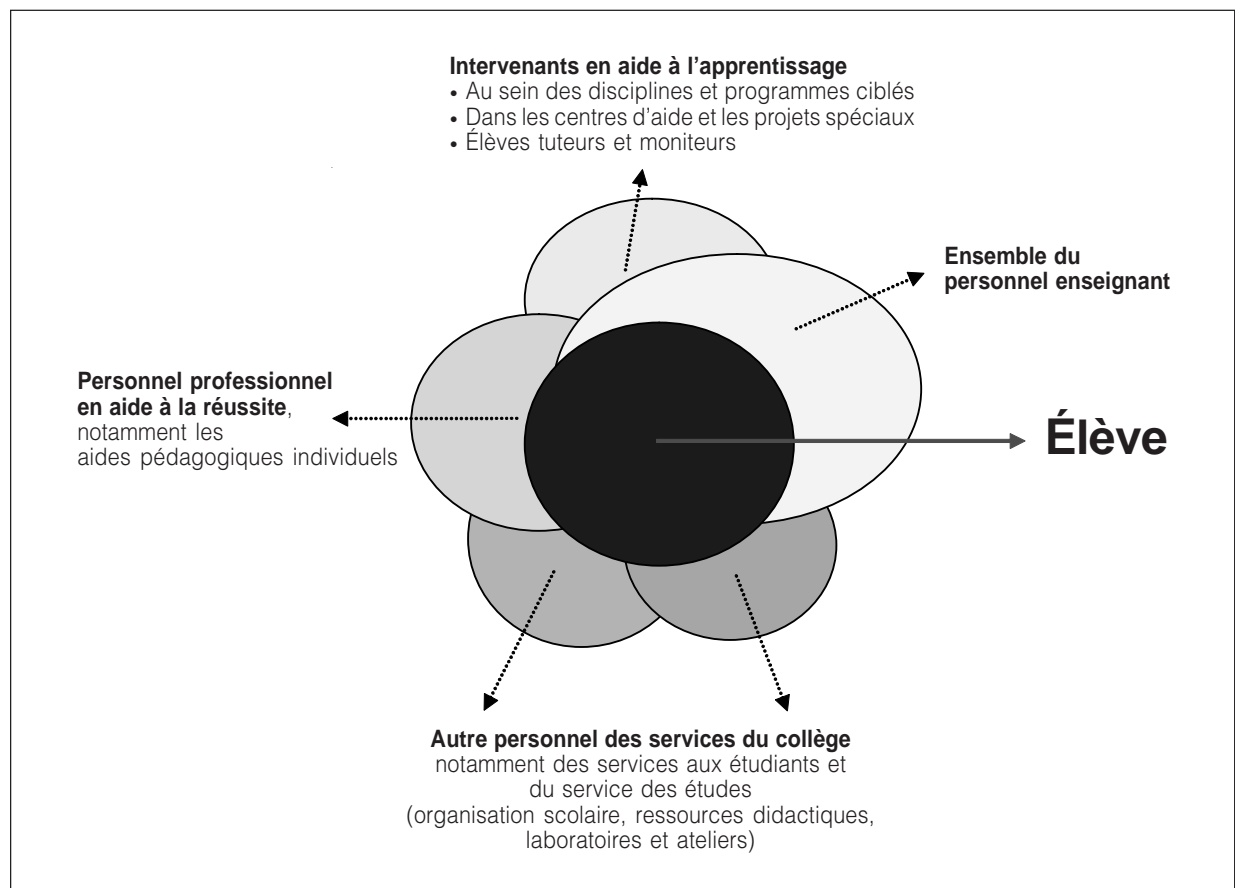 Intervenants en aide à l'apprentissage
• Au sein des disciplines et programmes ciblés
• Dans les centres d'aide et les projets spéciaux
• Élèves tuteurs et moniteurs
Ensemble du
personnel enseignant
Personnel professionnel
en aide à la réussite,
notamment les
aides pédagogiques individuels
Élève
Autre personnel des services du collège
notamment des services aux étudiants et
du service des études
(organisation scolaire, ressources didactiques,
laboratoires et ateliers)